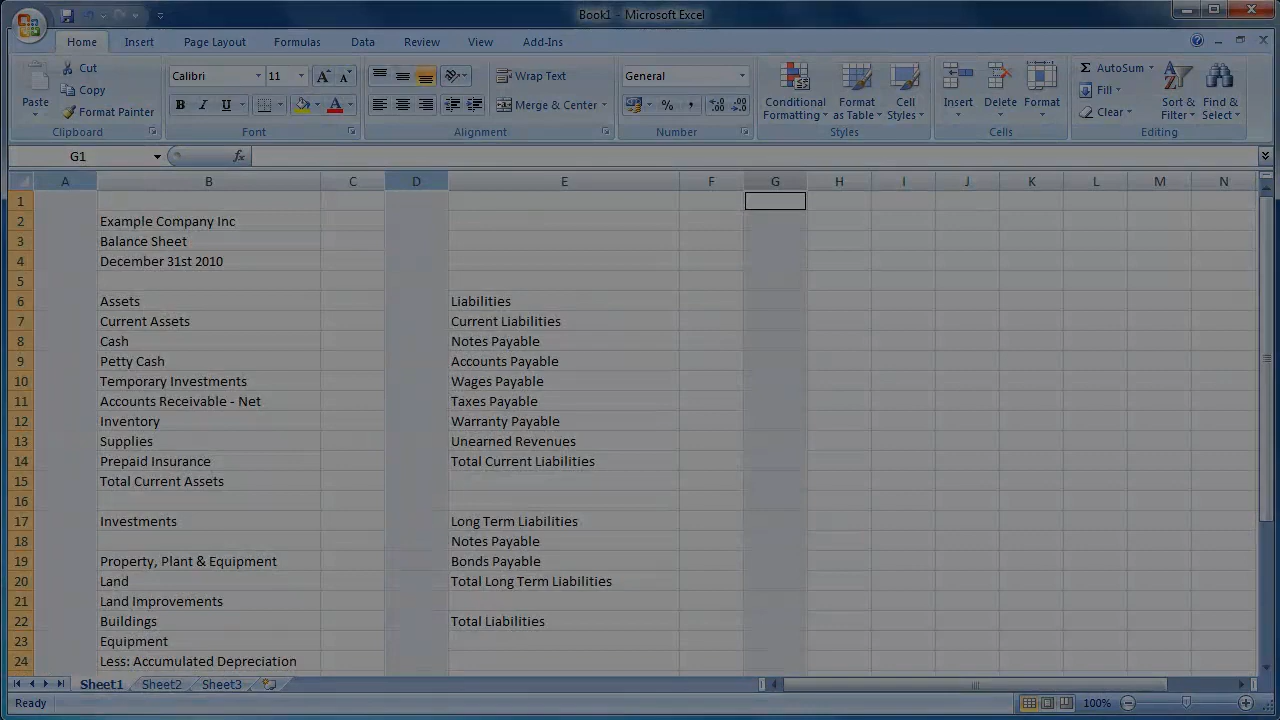 Book1 - Microsoft Excel
Home Insert Page Layout Formulas Data Review View Add-Ins
Paste
Cut
Copy
Format Painter
Clipboard
Calibri 11
B I U
Font
Wrap Text
Merge & Center
Alignment
General
% ,
Number
Conditional Formatting
Format as Table
Cell Styles
Styles
Insert
Delete
Format
Cells
Σ AutoSum
Fill
Clear
Sort & Filter
Find & Select
Editing
G1 fx
A B C D E F G H I J K L M N
1
2 Example Company Inc
3 Balance Sheet
4 December 31st 2010
5
6 Assets Liabilities
7 Current Assets Current Liabilities
8 Cash Notes Payable
9 Petty Cash Accounts Payable
10 Temporary Investments Wages Payable
11 Accounts Receivable - Net Taxes Payable
12 Inventory Warranty Payable
13 Supplies Unearned Revenues
14 Prepaid Insurance Total Current Liabilities
15 Total Current Assets
16
17 Investments Long Term Liabilities
18 Notes Payable
19 Property, Plant & Equipment Bonds Payable
20 Land Total Long Term Liabilities
21 Land Improvements
22 Buildings Total Liabilities
23 Equipment
24 Less: Accumulated Depreciation
Sheet1 Sheet2 Sheet3
Ready 100%